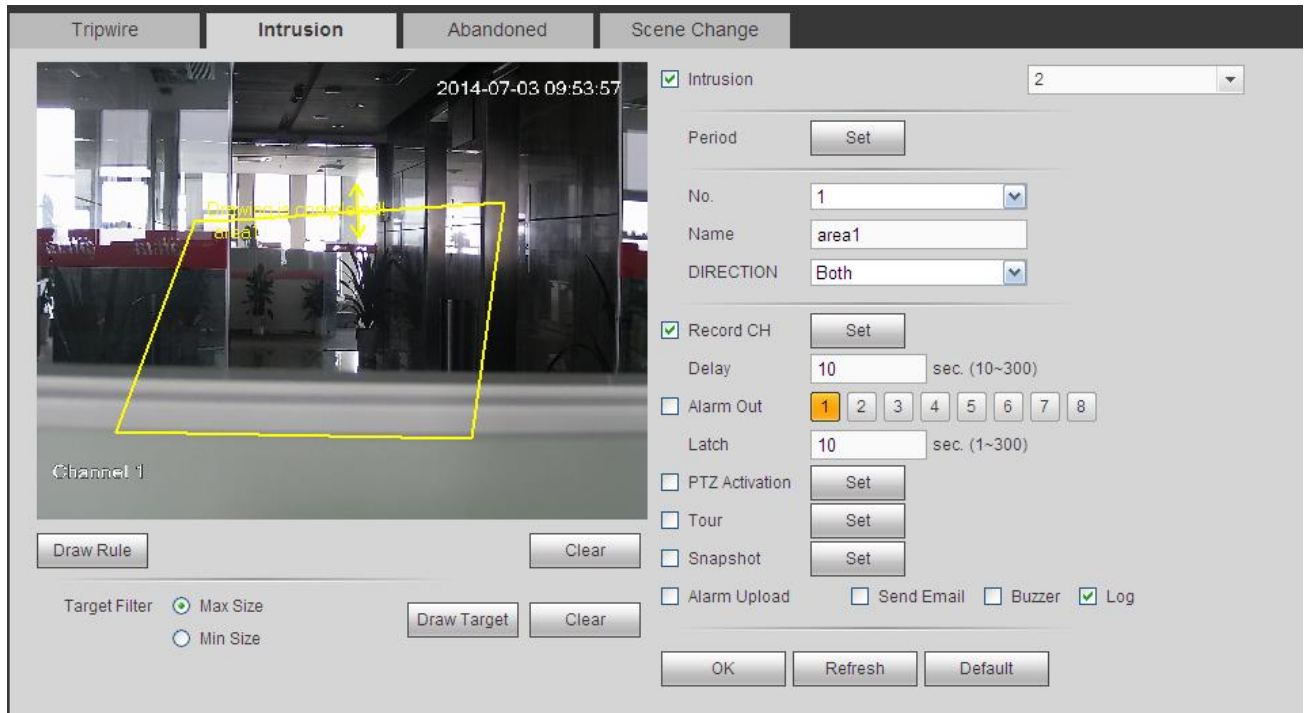 Tripwire Intrusion Abandoned Scene Change
2014-07-03 09:53:57
Drawing is completed!
area1
Channel 1
Draw Rule Clear
Target Filter Max Size
Min Size
Draw Target Clear
Intrusion 2
Period Set
No. 1
Name area1
DIRECTION Both
Record CH Set
Delay 10 sec. (10~300)
Alarm Out 1 2 3 4 5 6 7 8
Latch 10 sec. (1~300)
PTZ Activation Set
Tour Set
Snapshot Set
Alarm Upload Send Email Buzzer Log
OK Refresh Default